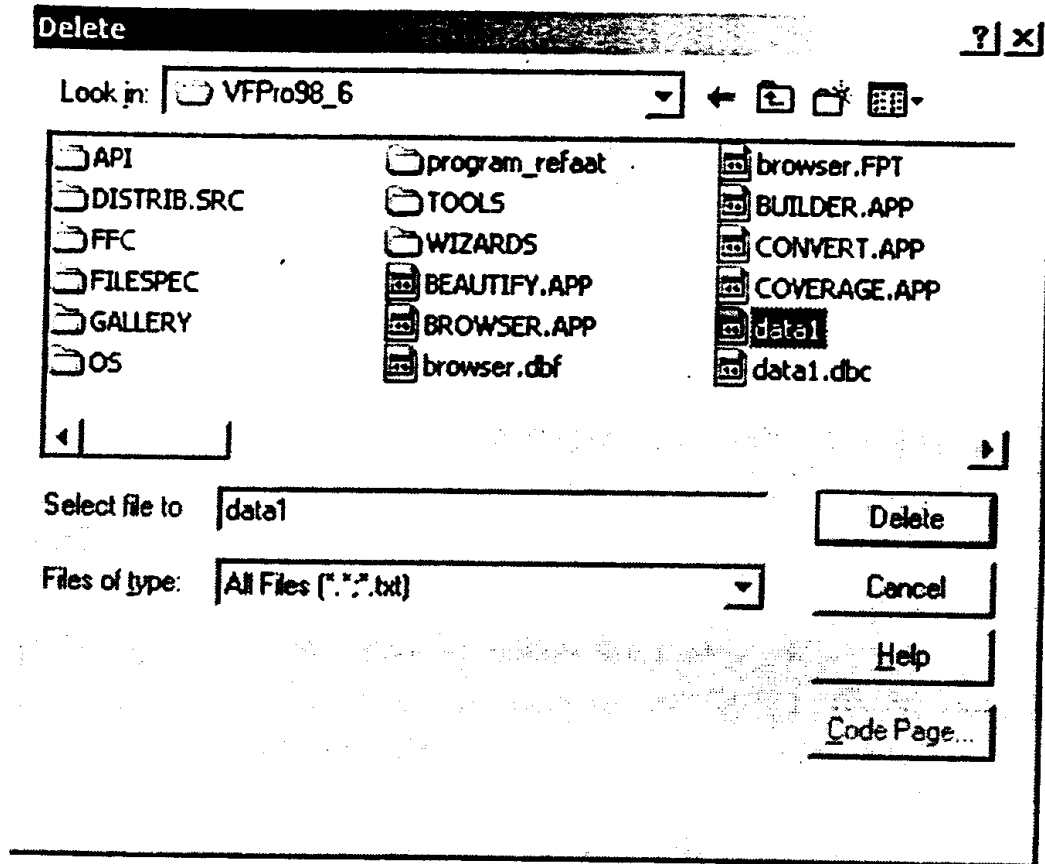 Delete
Look in: VFPro98_6
API program_refaat browser.FPT
DISTRIB.SRC TOOLS BUILDER.APP
FFC WIZARDS CONVERT.APP
FILESPEC BEAUTIFY.APP COVERAGE.APP
GALLERY BROWSER.APP data1
OS browser.dbf data1.dbc
Select file to data1 Delete
Files of type: All Files (*.*;*.txt) Cancel
Help
Code Page...